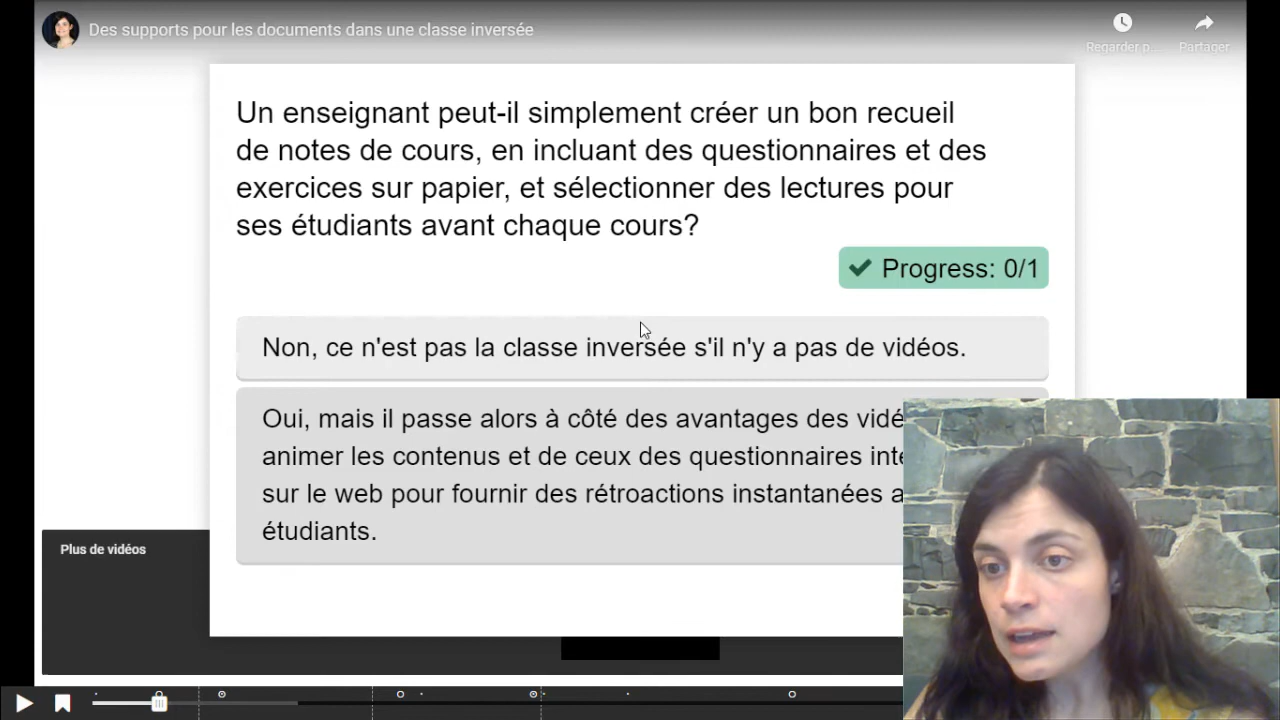 Des supports pour les documents dans une classe inversée
Regarder p...
Partager
Un enseignant peut-il simplement créer un bon recueil
de notes de cours, en incluant des questionnaires et des
exercices sur papier, et sélectionner des lectures pour
ses étudiants avant chaque cours?
Progress: 0/1
Non, ce n'est pas la classe inversée s'il n'y a pas de vidéos.
Oui, mais il passe alors à côté des avantages des
animer les contenus et de ceux des questionnaires
sur le web pour fournir des rétroactions instantanées
étudiants.
Plus de vidéos